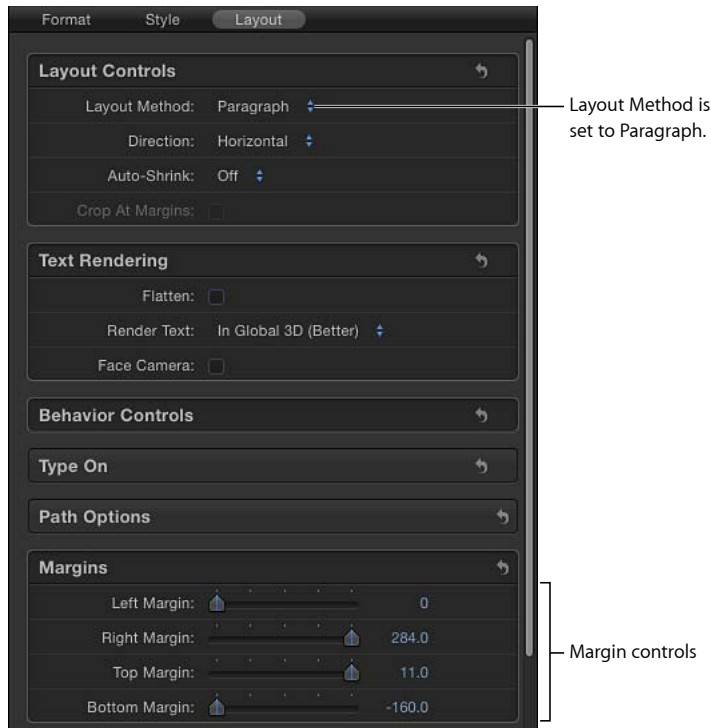 Format Style Layout
Layout Controls
Layout Method: Paragraph
Direction: Horizontal
Auto-Shrink: Off
Crop At Margins:
Text Rendering
Flatten:
Render Text: In Global 3D (Better)
Face Camera:
Behavior Controls
Type On
Path Options
Margins
Left Margin: 0
Right Margin: 284.0
Top Margin: 11.0
Bottom Margin: -160.0
Layout Method is
set to Paragraph.
Margin controls